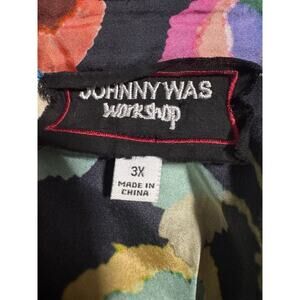 JOHNNY WAS
workshop
3X
MADE IN
CHINA